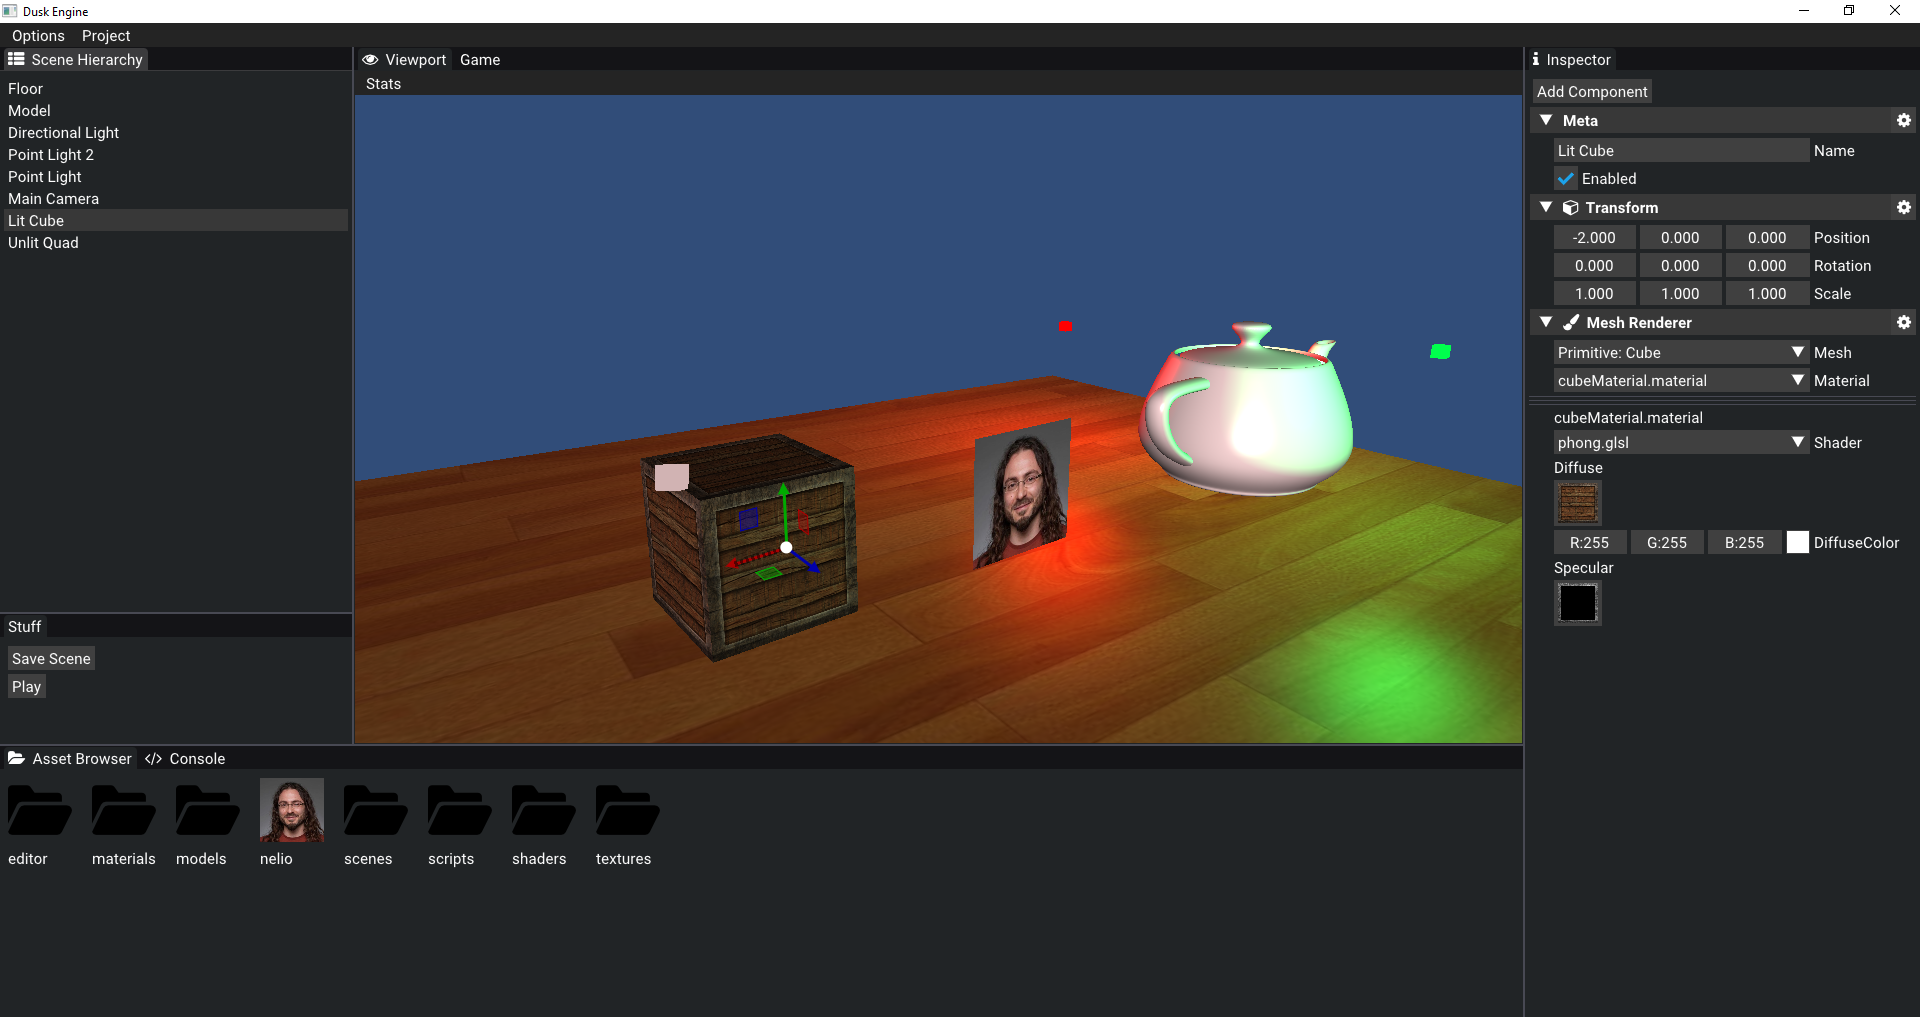 Dusk Engine
Options Project
Scene Hierarchy
Floor
Model
Directional Light
Point Light 2
Point Light
Main Camera
Lit Cube
Unlit Quad
Stuff
Save Scene
Play
Viewport Game
Stats
Asset Browser </> Console
editor materials models nelio scenes scripts shaders textures
Inspector
Add Component
Meta
Lit Cube Name
Enabled
Transform
-2.000 0.000 0.000 Position
0.000 0.000 0.000 Rotation
1.000 1.000 1.000 Scale
Mesh Renderer
Primitive: Cube Mesh
cubeMaterial.material Material
cubeMaterial.material
phong.glsl Shader
Diffuse
R:255 G:255 B:255 DiffuseColor
Specular